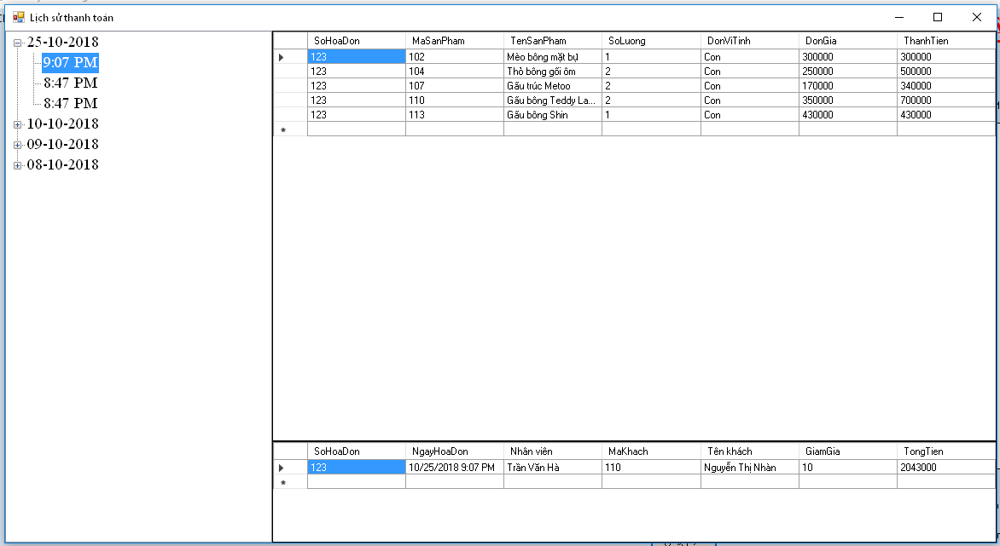 Lịch sử thanh toán
25-10-2018
9:07 PM
8:47 PM
8:47 PM
10-10-2018
09-10-2018
08-10-2018
SoHoaDon MaSanPham TenSanPham SoLuong DonViTinh DonGia ThanhTien
123 102 Mèo bông mặt bự 1 Con 300000 300000
123 104 Thỏ bông gối ôm 2 Con 250000 500000
123 107 Gấu trúc Metoo 2 Con 170000 340000
123 110 Gấu bông Teddy La... 2 Con 350000 700000
123 113 Gấu bông Shin 1 Con 430000 430000
SoHoaDon NgayHoaDon Nhân viên MaKhach Tên khách GiamGia TongTien
123 10/25/2018 9:07 PM Trần Văn Hà 110 Nguyễn Thị Nhàn 10 2043000